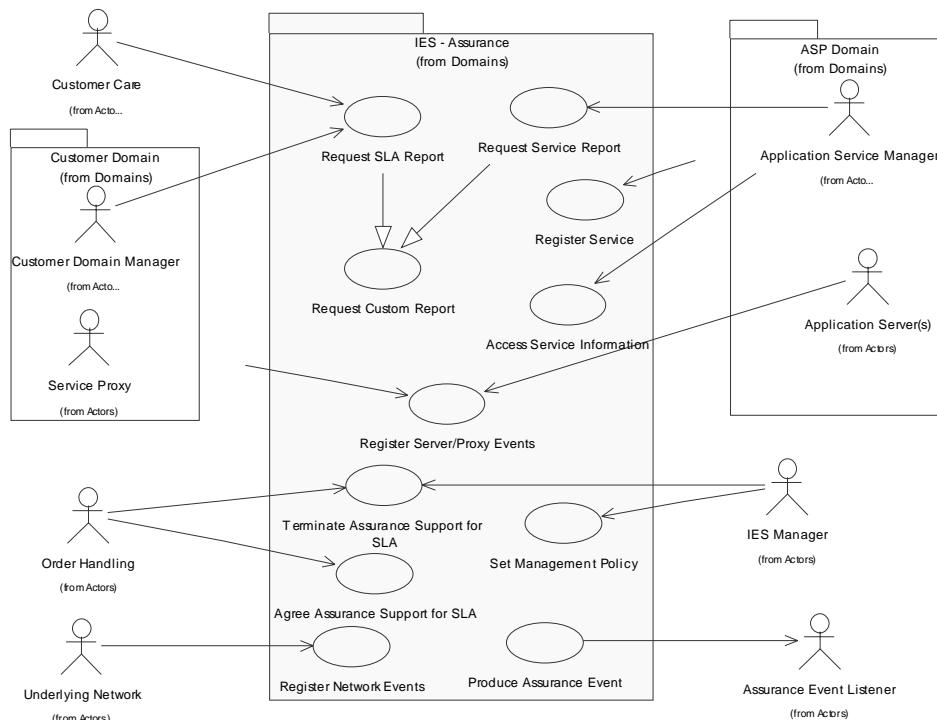 IES - Assurance
(from Domains)
ASP Domain
(from Domains)
Customer Care
(from Acto...
Request SLA Report
Request Service Report
Application Service Manager
(from Acto...
Customer Domain
(from Domains)
Customer Domain Manager
(from Acto...
Register Service
Request Custom Report
Access Service Information
Application Server(s)
(from Actors)
Service Proxy
(from Actors)
Register Server/Proxy Events
Terminate Assurance Support for
SLA
Set Management Policy
IES Manager
(from Actors)
Order Handling
(from Actors)
Agree Assurance Support for SLA
Register Network Events
Produce Assurance Event
Underlying Network
(from Actors)
Assurance Event Listener
(from Actors)